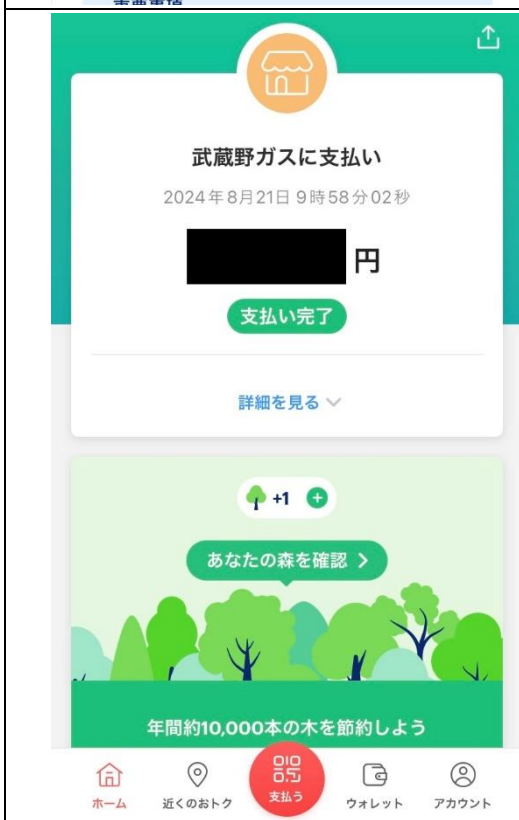 重要事項
武蔵野ガスに支払い
2024年8月21日 9時58分02秒
円
支払い完了
詳細を見る
+1
あなたの森を確認
年間約10,000本の木を節約しよう
ホーム
近くのおトク
支払う
ウォレット
アカウント